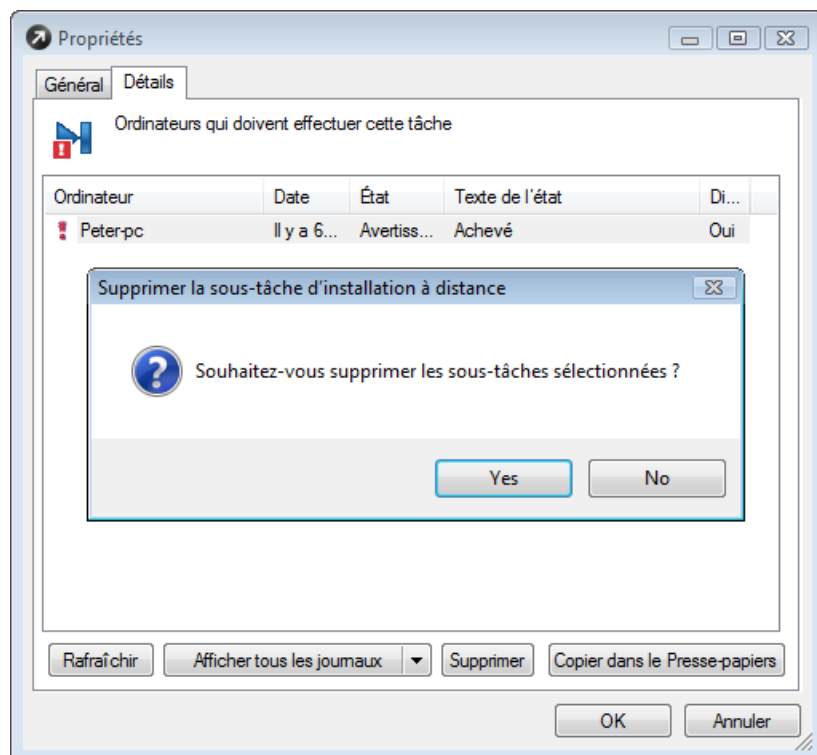 Propriétés
Général Détails
Ordinateurs qui doivent effectuer cette tâche
Ordinateur Date État Texte de l'état Di...
Peter-pc Il y a 6... Avertiss... Achevé Oui
Supprimer la sous-tâche d'installation à distance
Souhaitez-vous supprimer les sous-tâches sélectionnées ?
Yes No
Rafraîchir Afficher tous les journaux Supprimer Copier dans le Presse-papiers
OK Annuler